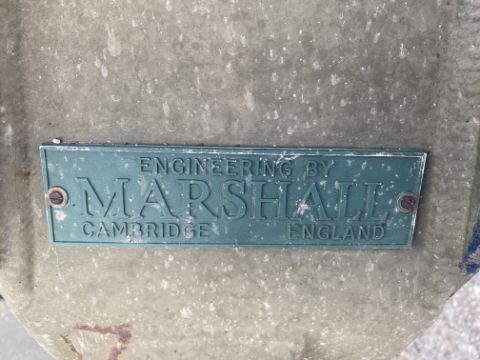 ENGINEERING BY
MARSHALL
CAMBRIDGE ENGLAND